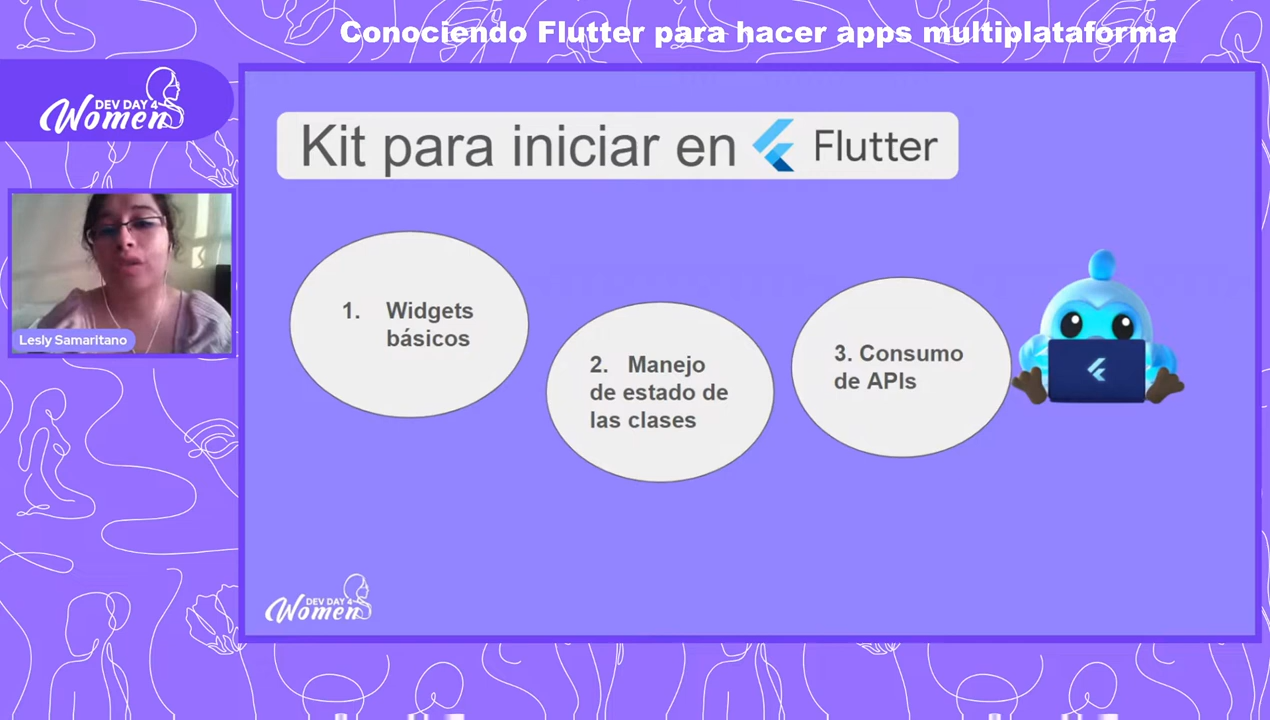 Conociendo Flutter para hacer apps multiplataforma
DEV DAY 4
Women
Kit para iniciar en Flutter
Lesly Samaritano
1. Widgets
básicos
2. Manejo
de estado de
las clases
3. Consumo
de APIs
DEV DAY 4
Women